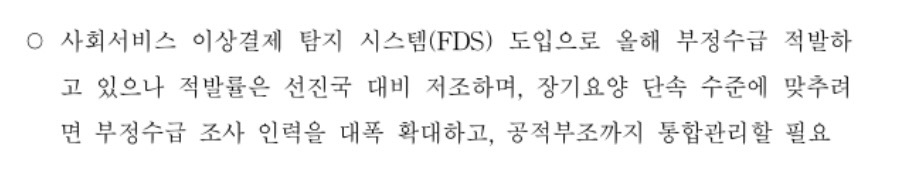 ○ 사회서비스 이상결제 탐지 시스템(FDS) 도입으로 올해 부정수급 적발하
고 있으나 적발률은 선진국 대비 저조하며, 장기요양 단속 수준에 맞추려
면 부정수급 조사 인력을 대폭 확대하고, 공적부조까지 통합관리할 필요